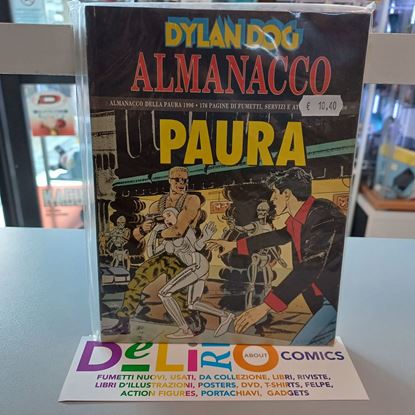 DYLAN DOG
ALMANACCO
ALMANACCO DELLA PAURA 1996 • 176 PAGINE DI FUMETTI, SERVIZI E
€ 10,40
PAURA
DeLiRiO
ABOUT
COMICS
FUMETTI NUOVI, USATI, DA COLLEZIONE, LIBRI, RIVISTE,
LIBRI D'ILLUSTRAZIONI, POSTERS, DVD, T-SHIRTS, FELPE,
ACTION FIGURES, PORTACHIAVI, GADGETS